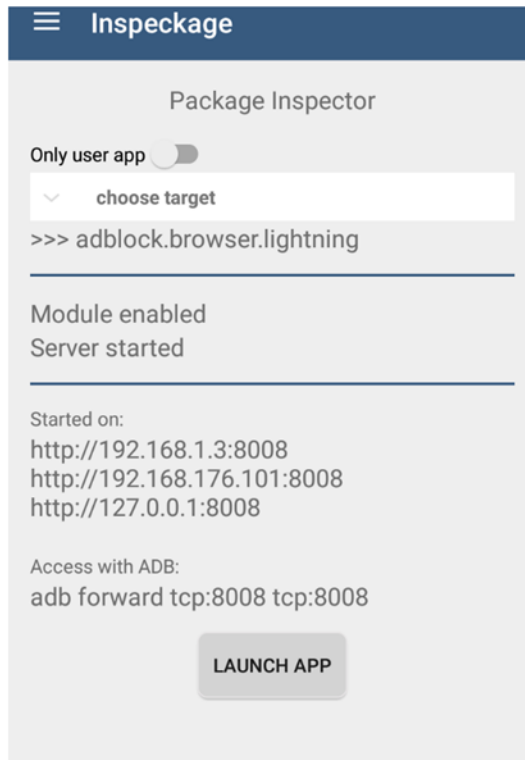 Inspeckage
Package Inspector
Only user app
choose target
>>> adblock.browser.lightning
Module enabled
Server started
Started on:
http://192.168.1.3:8008
http://192.168.176.101:8008
http://127.0.0.1:8008
Access with ADB:
adb forward tcp:8008 tcp:8008
LAUNCH APP